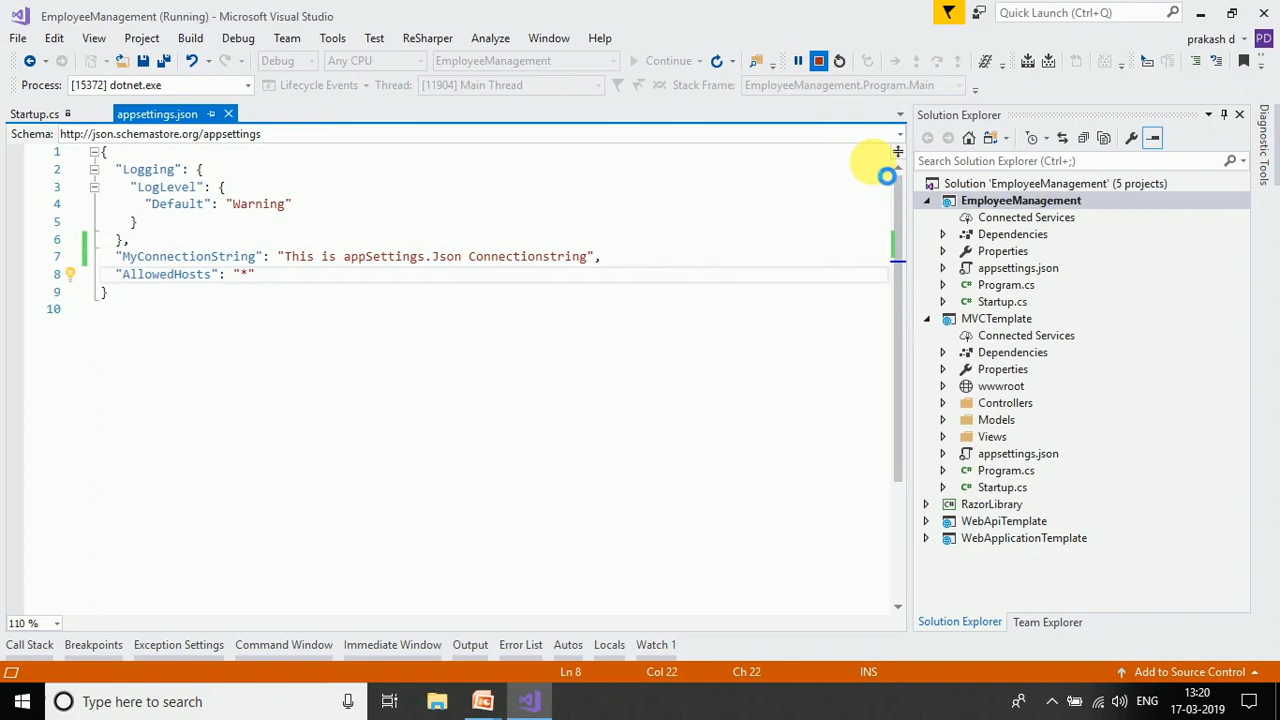 EmployeeManagement (Running) - Microsoft Visual Studio
Quick Launch (Ctrl+Q)
File Edit View Project Build Debug Team Tools Test ReSharper Analyze Window Help
prakash d PD
Debug Any CPU EmployeeManagement Continue
Process: [15372] dotnet.exe Lifecycle Events Thread: [11904] Main Thread Stack Frame: EmployeeManagement.Program.Main
Startup.cs appsettings.json
Schema: http://json.schemastore.org/appsettings
1 {
2 "Logging": {
3 "LogLevel": {
4 "Default": "Warning"
5 }
6 },
7 "MyConnectionString": "This is appSettings.Json Connectionstring",
8 "AllowedHosts": "*"
9 }
10
110 %
Solution Explorer
Search Solution Explorer (Ctrl+;)
Solution 'EmployeeManagement' (5 projects)
EmployeeManagement
Connected Services
Dependencies
Properties
appsettings.json
C# Program.cs
C# Startup.cs
MVCTemplate
Connected Services
Dependencies
Properties
wwwroot
Controllers
Models
Views
appsettings.json
C# Program.cs
C# Startup.cs
C# RazorLibrary
WebApiTemplate
WebApplicationTemplate
Solution Explorer Team Explorer
Diagnostic Tools
Call Stack Breakpoints Exception Settings Command Window Immediate Window Output Error List Autos Locals Watch 1
Ln 8 Col 22 Ch 22 INS Add to Source Control
Type here to search
ENG
13:20
17-03-2019